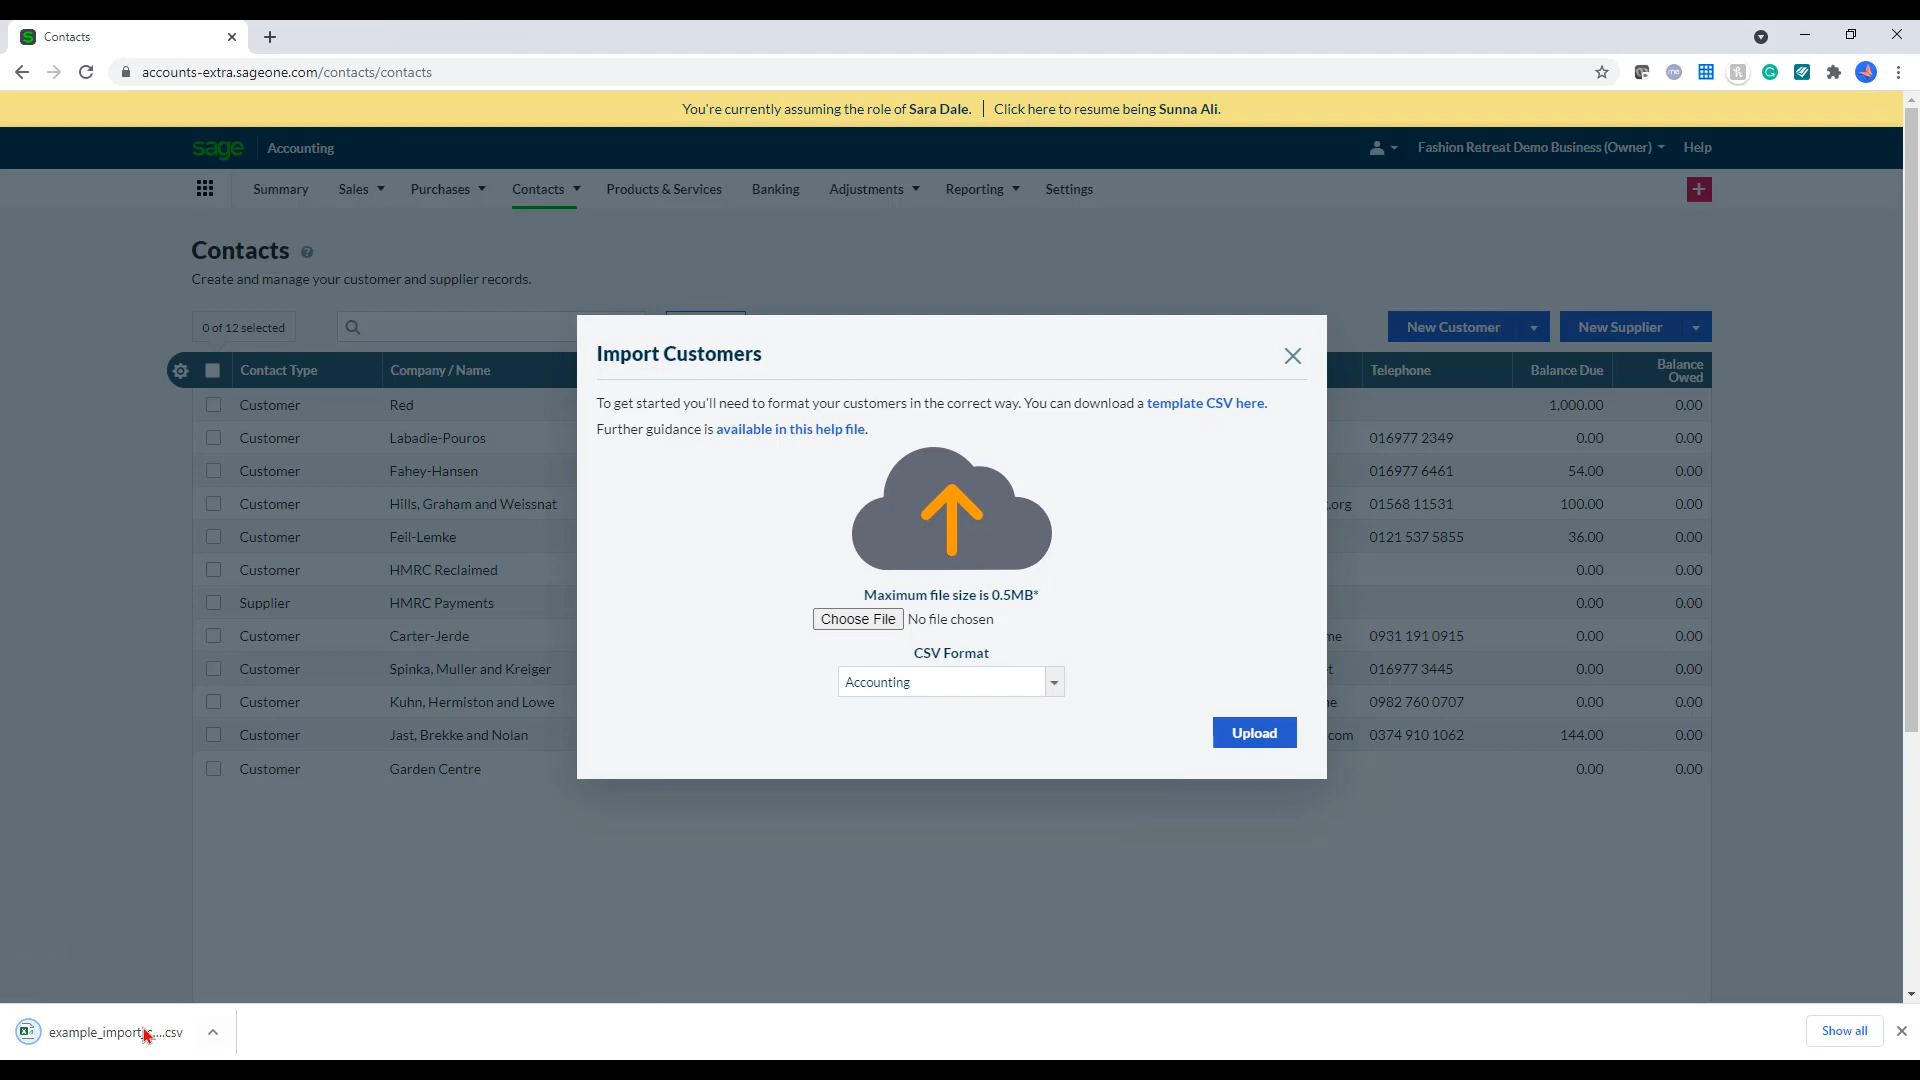 Contacts
accounts-extra.sageone.com/contacts/contacts
You're currently assuming the role of Sara Dale. | Click here to resume being Sunna Ali.
sage Accounting Fashion Retreat Demo Business (Owner) Help
Summary Sales Purchases Contacts Products & Services Banking Adjustments Reporting Settings
Contacts
Create and manage your customer and supplier records.
0 of 12 selected New Customer New Supplier
Contact Type Company / Name Telephone Balance Due Balance Owed
Customer Red 1,000.00 0.00
Customer Labadie-Pouros 016977 2349 0.00 0.00
Customer Fahey-Hansen 016977 6461 54.00 0.00
Customer Hills, Graham and Weissnat .org 01568 11531 100.00 0.00
Customer Feil-Lemke 0121 537 5855 36.00 0.00
Customer HMRC Reclaimed 0.00 0.00
Supplier HMRC Payments 0.00 0.00
Customer Carter-Jerde me 0931 191 0915 0.00 0.00
Customer Spinka, Muller and Kreiger t 016977 3445 0.00 0.00
Customer Kuhn, Hermiston and Lowe e 0982 760 0707 0.00 0.00
Customer Jast, Brekke and Nolan com 0374 910 1062 144.00 0.00
Customer Garden Centre 0.00 0.00
Import Customers
To get started you'll need to format your customers in the correct way. You can download a template CSV here.
Further guidance is available in this help file.
Maximum file size is 0.5MB*
Choose File No file chosen
CSV Format
Accounting
Upload
example_import_c....csv Show all